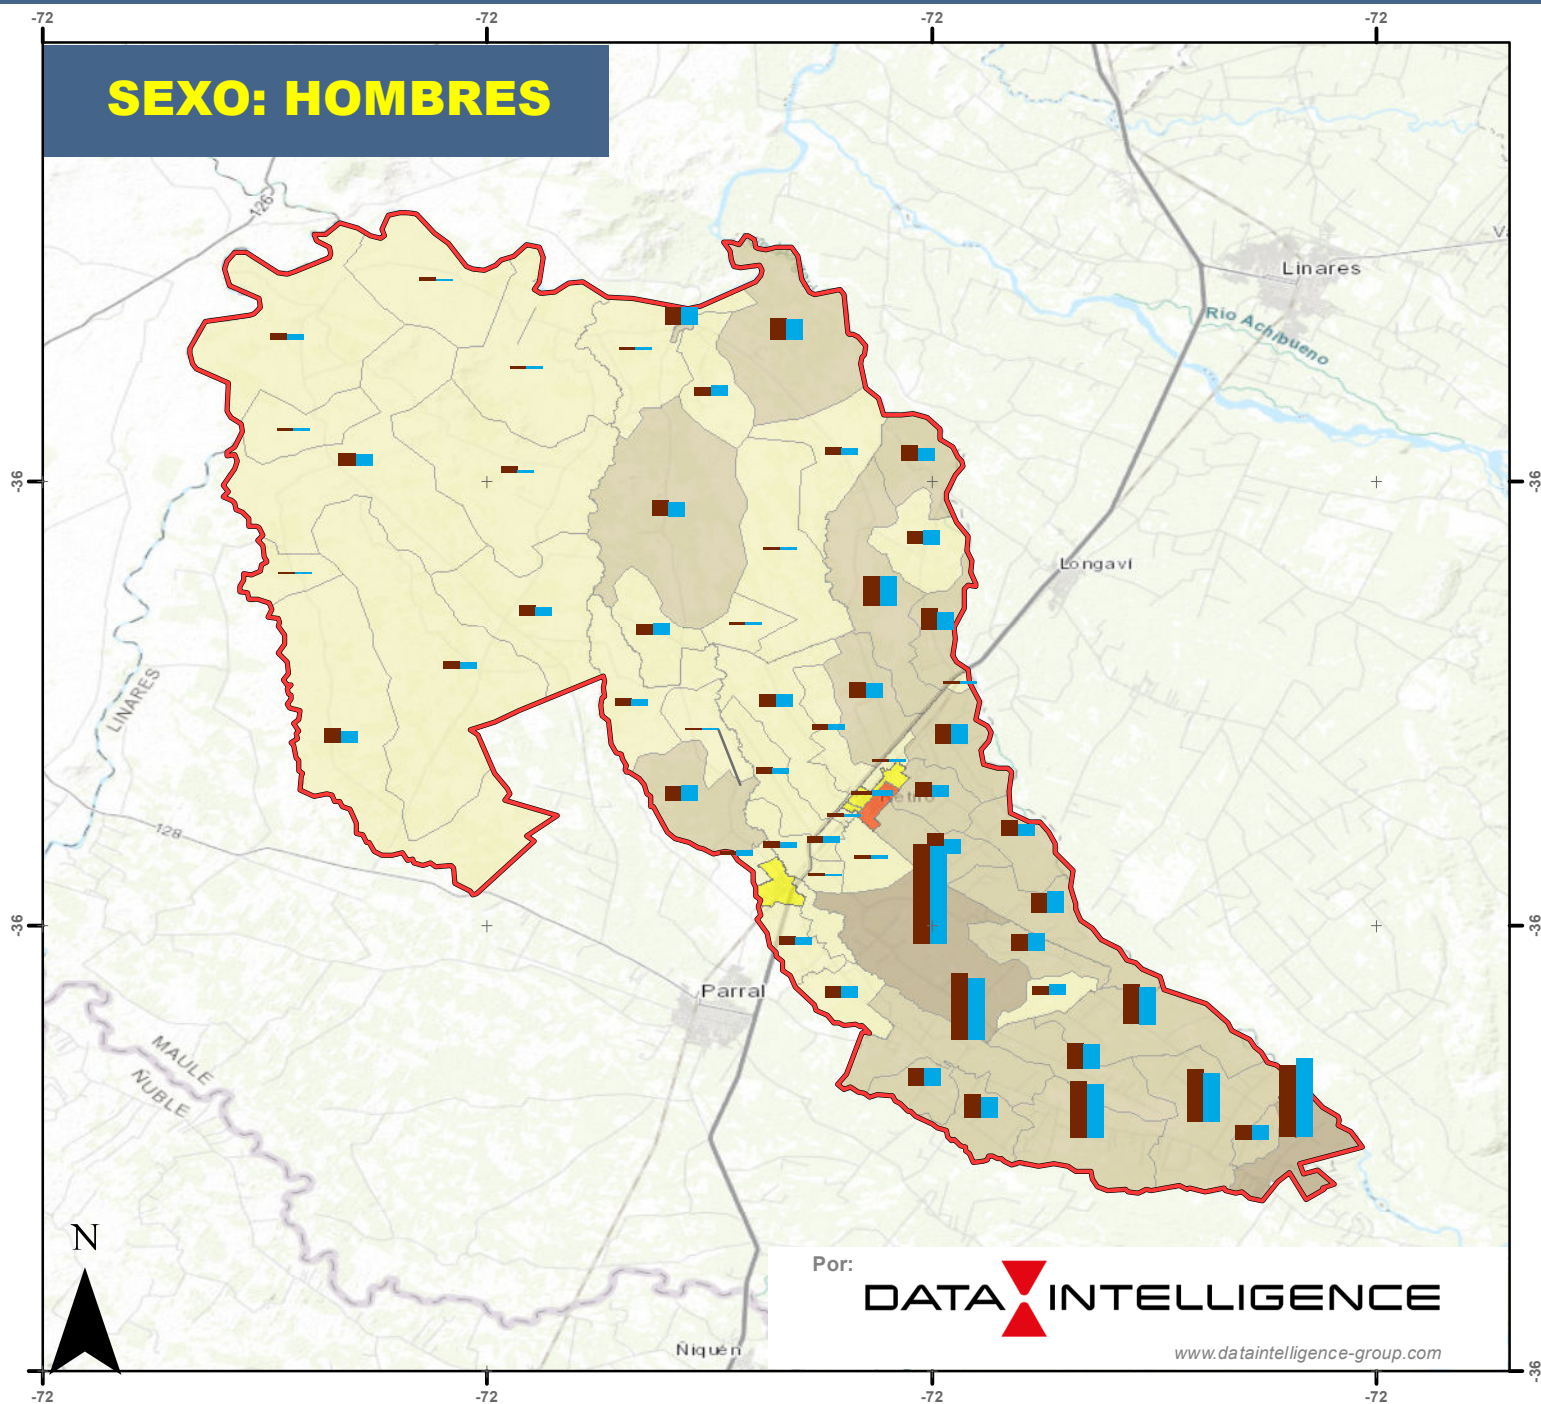 -72
-72
-72
-72
SEXO: HOMBRES
126
Linares
Río Achibueno
-36
-36
Longaví
LINARES
Retiro
128
-36
-36
Parral
MAULE
ÑUBLE
N
Por:
DATA INTELLIGENCE
www.dataintelligence-group.com
Ñiquén
-36
-72
-72
-72
-72